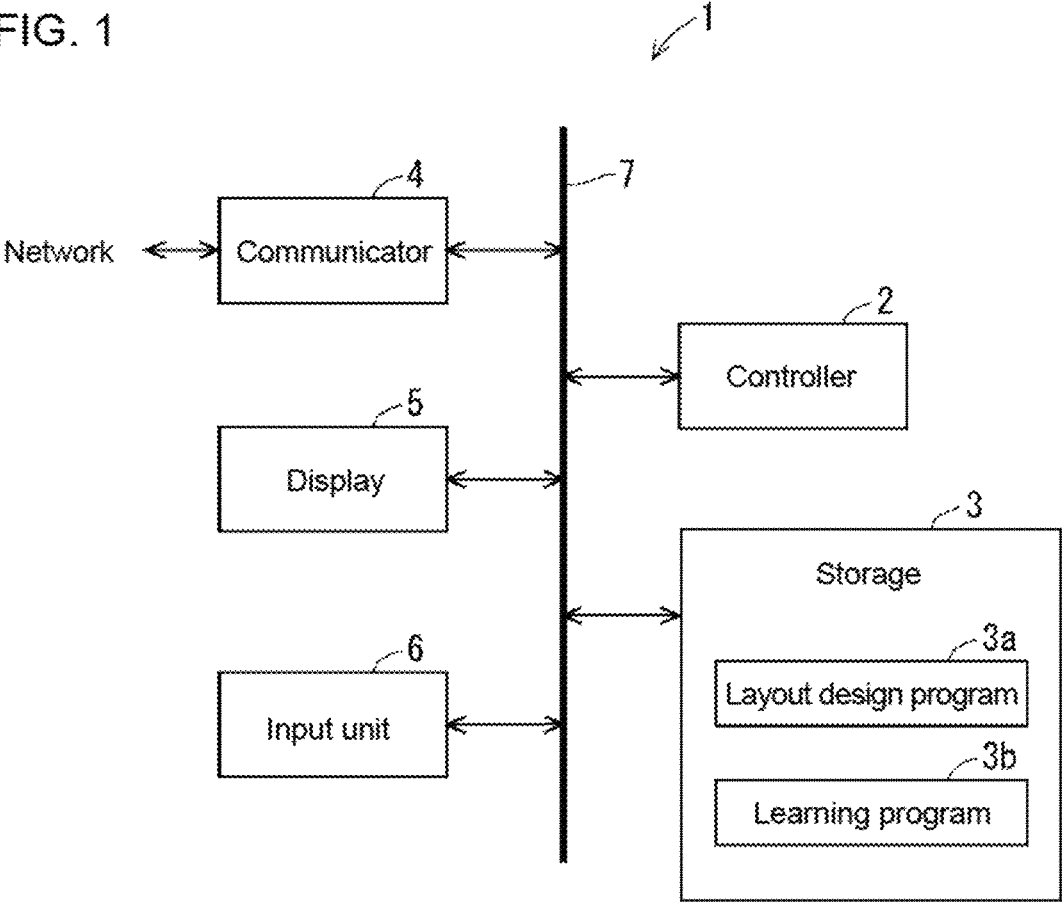 FIG. 1
1
4
7
Network
Communicator
2
Controller
5
Display
3
Storage
6
3a
Layout design program
Input unit
3b
Learning program